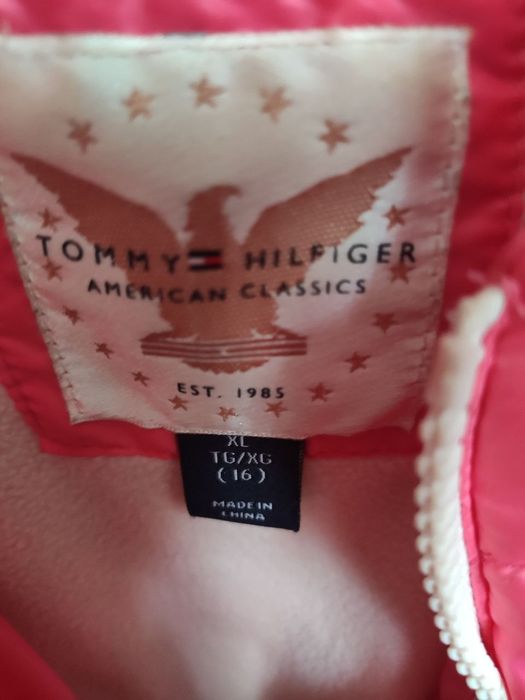 TOMMY HILFIGER
AMERICAN CLASSICS
EST. 1985
XL
TG/XG
(16)
MADE IN
CHINA